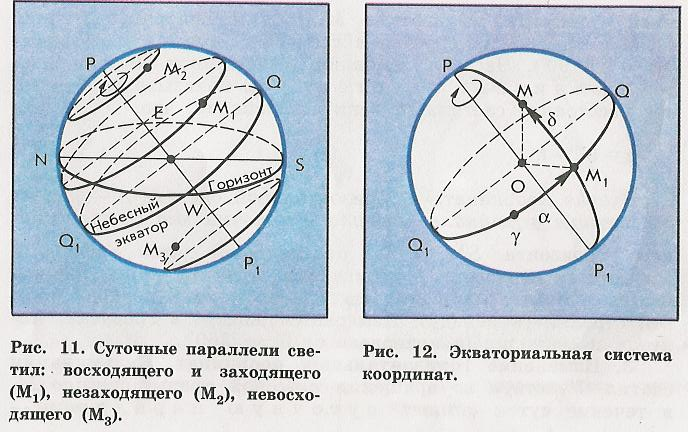 P
M₂
Q
E
M₁
N
S
Горизонт
Небесный
экватор
W
Q₁
M₃
P₁
Рис. 11. Суточные параллели све-
тил: восходящего и заходящего
(M₁), незаходящего (M₂), невосхо-
дящего (M₃).
P
M
Q
δ
O
M₁
α
Q₁
γ
P₁
Рис. 12. Экваториальная система
координат.